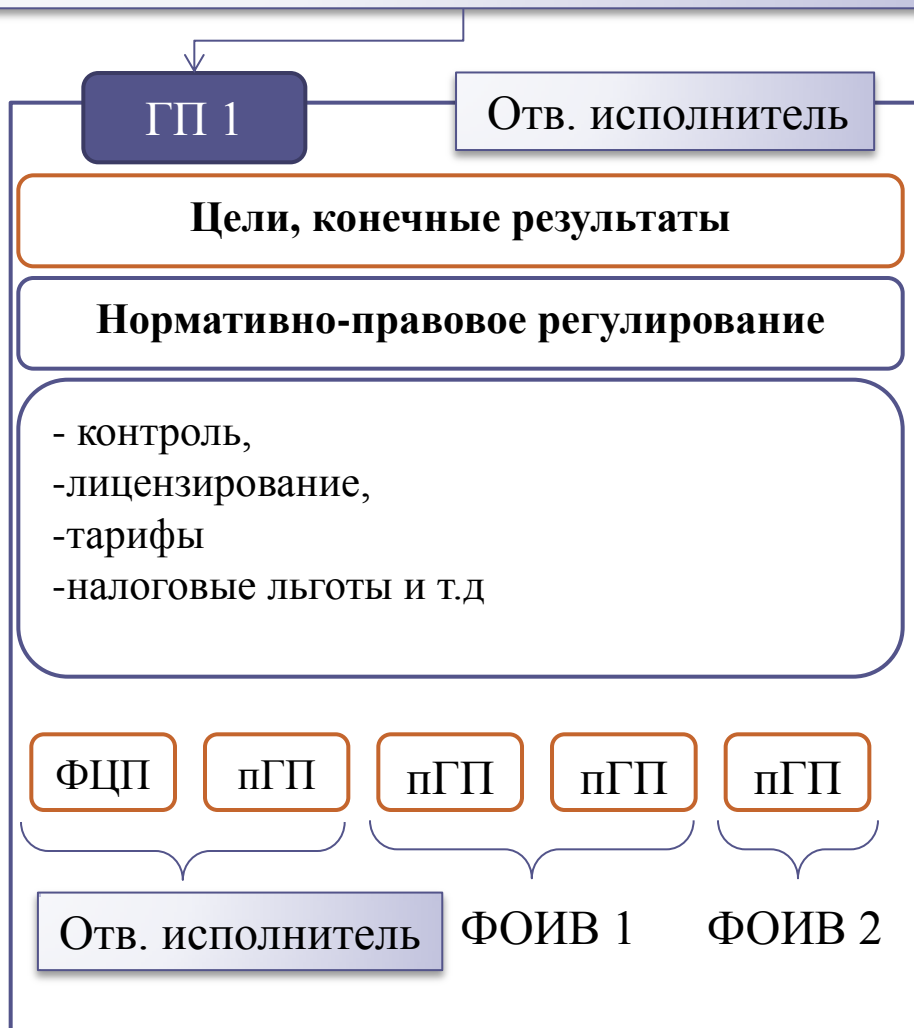 ГП 1
Отв. исполнитель
Цели, конечные результаты
Нормативно-правовое регулирование
- контроль,
-лицензирование,
-тарифы
-налоговые льготы и т.д
ФЦП пГП пГП пГП пГП
Отв. исполнитель ФОИВ 1 ФОИВ 2